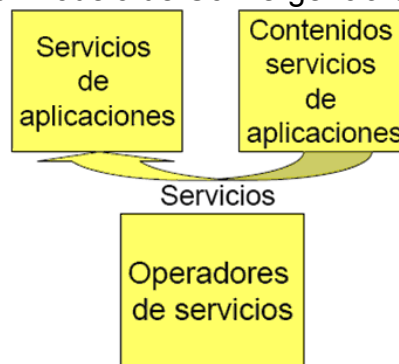 Servicios
de
aplicaciones
Contenidos
servicios
de
aplicaciones
Servicios
Operadores
de servicios